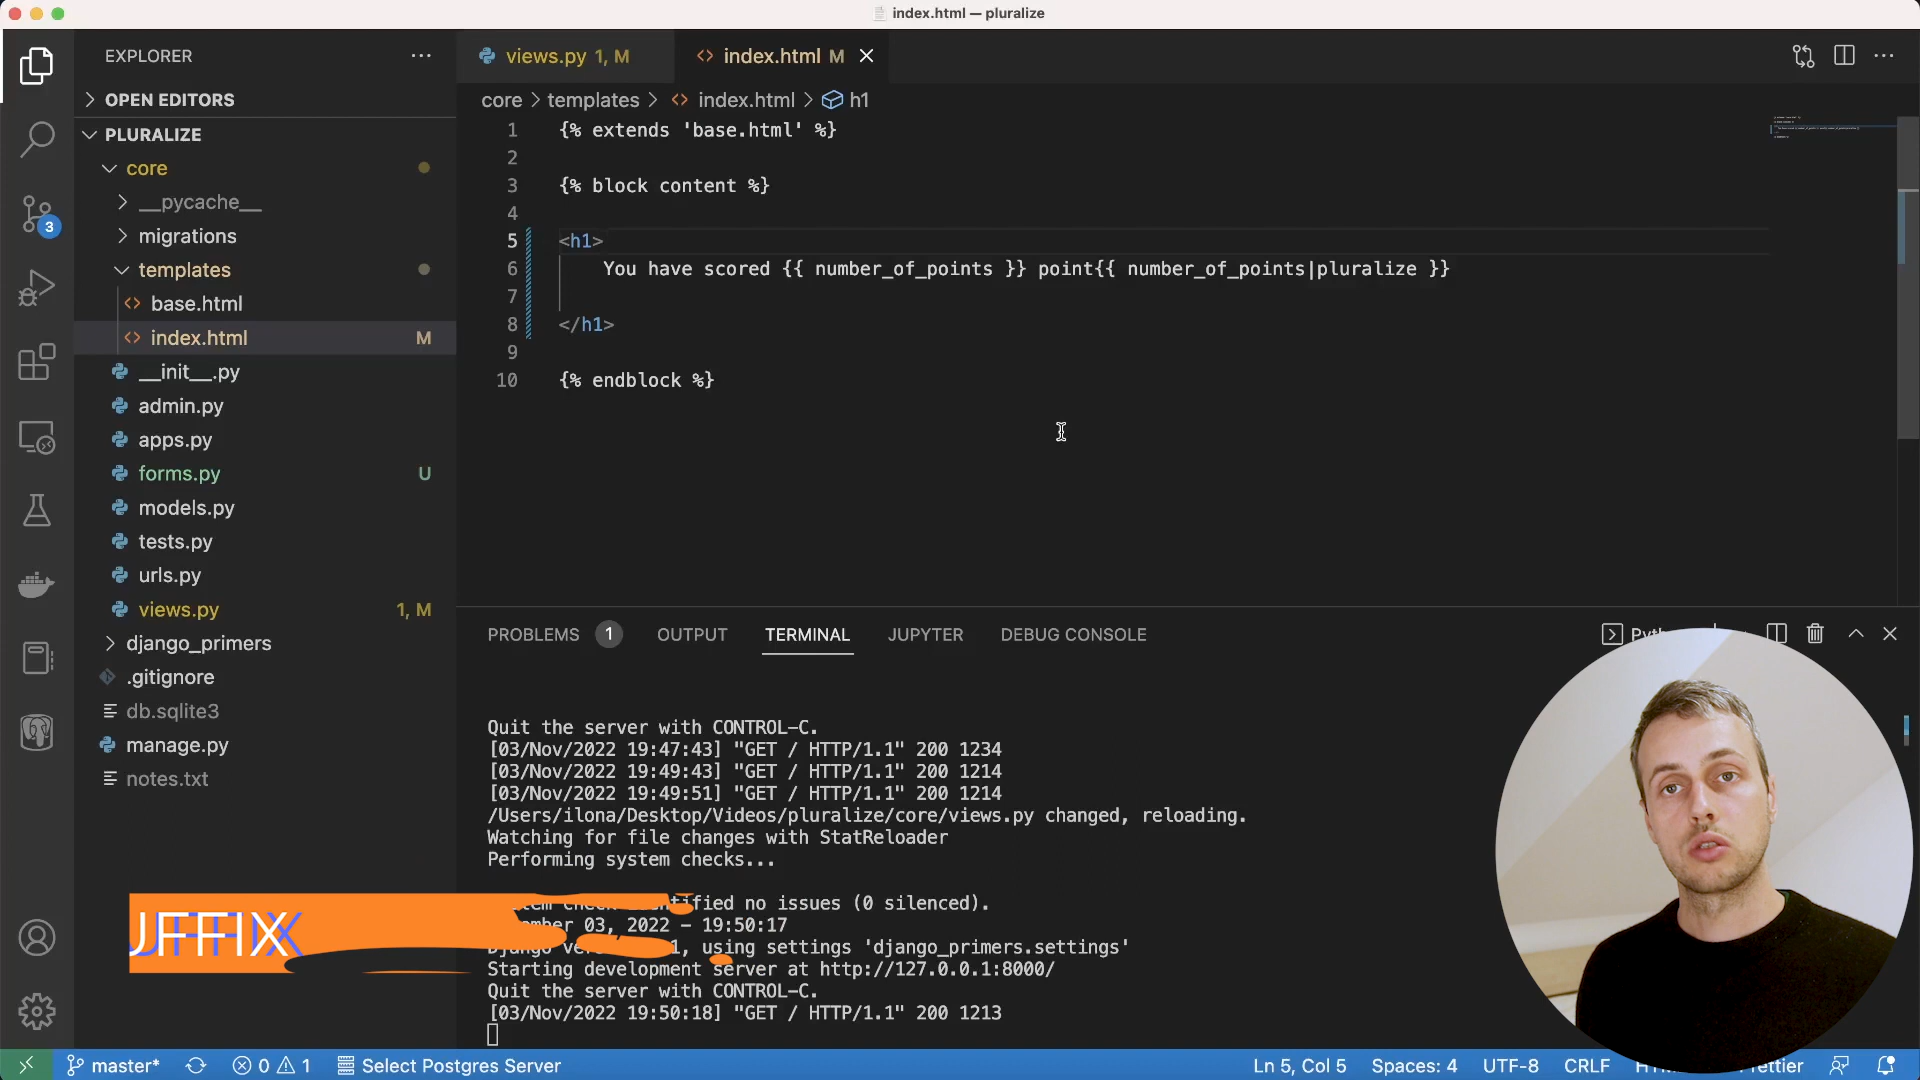 index.html — pluralize
EXPLORER
OPEN EDITORS
PLURALIZE
core
__pycache__
migrations
templates
base.html
index.html M
__init__.py
admin.py
apps.py
forms.py U
models.py
tests.py
urls.py
views.py 1, M
django_primers
.gitignore
db.sqlite3
manage.py
notes.txt
3
views.py 1, M
index.html M
core > templates > index.html > h1
1 {% extends 'base.html' %}
2
3 {% block content %}
4
5 <h1>
6 You have scored {{ number_of_points }} point{{ number_of_points|pluralize }}
7
8 </h1>
9
10 {% endblock %}
PROBLEMS 1 OUTPUT TERMINAL JUPYTER DEBUG CONSOLE
Quit the server with CONTROL-C.
[03/Nov/2022 19:47:43] "GET / HTTP/1.1" 200 1234
[03/Nov/2022 19:49:43] "GET / HTTP/1.1" 200 1214
[03/Nov/2022 19:49:51] "GET / HTTP/1.1" 200 1214
/Users/ilona/Desktop/Videos/pluralize/core/views.py changed, reloading.
Watching for file changes with StatReloader
Performing system checks...
no issues (0 silenced).
03, 2022 – 19:50:17
using settings 'django_primers.settings'
Starting development server at http://127.0.0.1:8000/
Quit the server with CONTROL-C.
[03/Nov/2022 19:50:18] "GET / HTTP/1.1" 200 1213
UFFIX
master* 0 1 Select Postgres Server
Ln 5, Col 5 Spaces: 4 UTF-8 CRLF